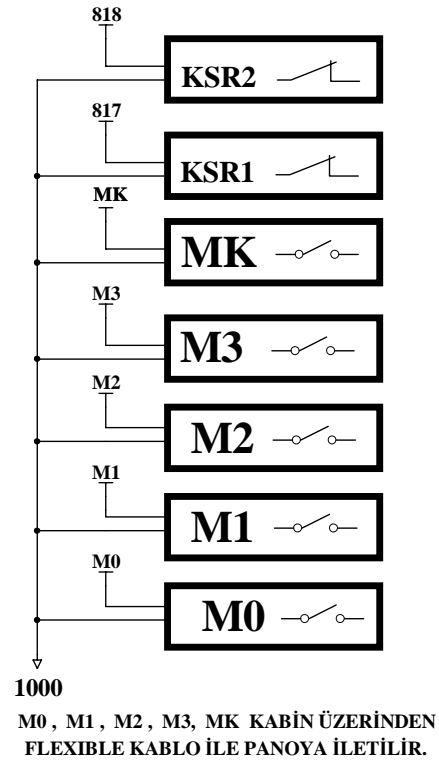 818
KSR2
817
KSR1
MK
MK
M3
M3
M2
M2
M1
M1
M0
M0
1000
M0 , M1 , M2 , M3, MK KABİN ÜZERİNDEN
FLEXIBLE KABLO İLE PANOYA İLETİLİR.